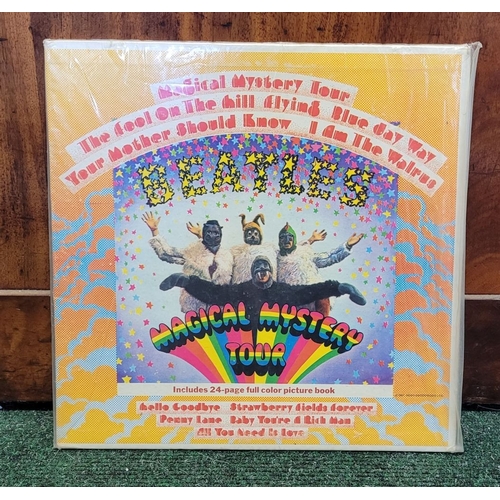 Magical Mystery Tour
The Fool On The Hill Flying Blue Jay Way
Your Mother Should Know I Am The Walrus
BEATLES
MAGICAL MYSTERY
TOUR
Includes 24-page full color picture book
Hello Goodbye Strawberry Fields Forever
Penny Lane Baby You're A Rich Man
All You Need Is Love